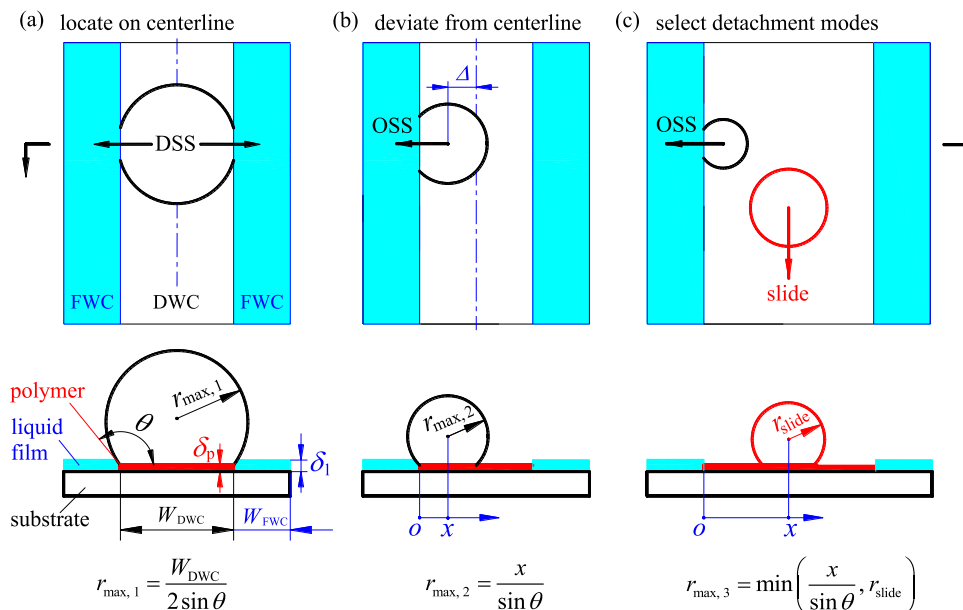 (a) locate on centerline
(b) deviate from centerline
(c) select detachment modes
DSS
FWC
DWC
FWC
Δ
OSS
OSS
slide
polymer
liquid
film
substrate
θ
r_max, 1
δ_p
δ_l
W_DWC
W_FWC
r_max, 2
o x
r_slide
o x
r_max, 1 = W_DWC / 2 sin θ
r_max, 2 = x / sin θ
r_max, 3 = min ( x / sin θ , r_slide )